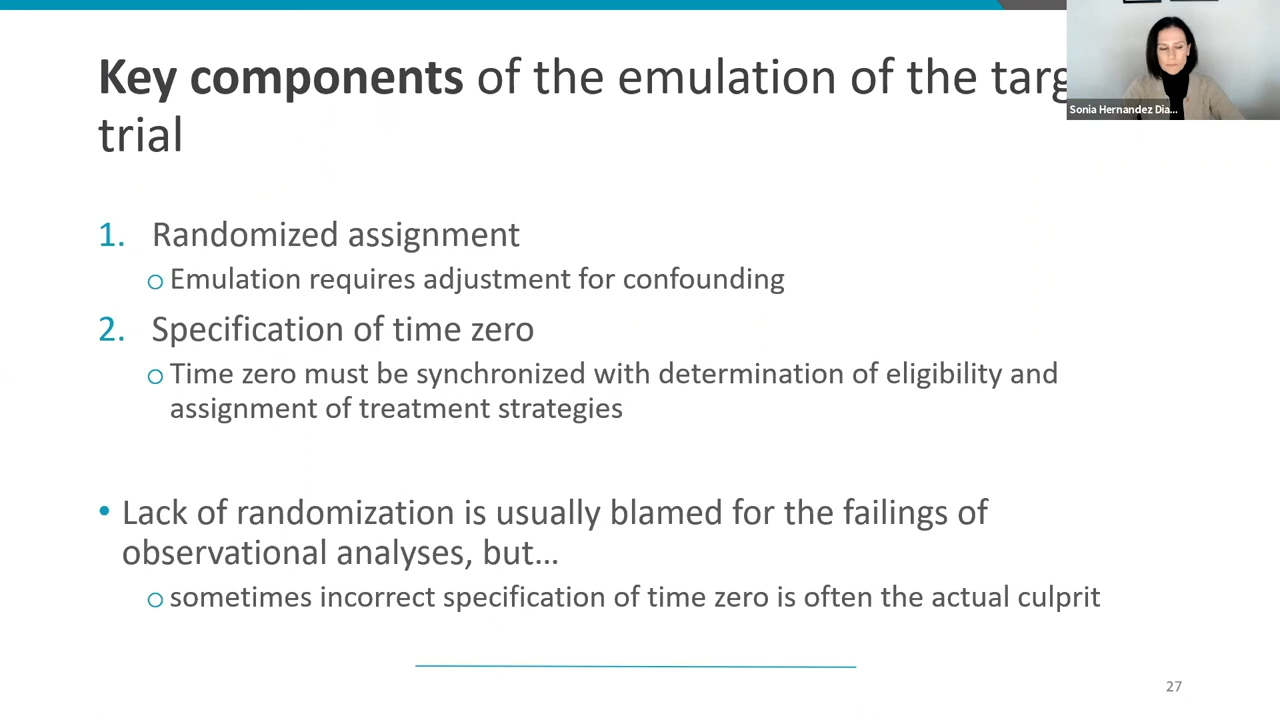 Key components of the emulation of the targ
trial
Sonia Hernandez Dia...
1. Randomized assignment
o Emulation requires adjustment for confounding
2. Specification of time zero
o Time zero must be synchronized with determination of eligibility and
assignment of treatment strategies
• Lack of randomization is usually blamed for the failings of
observational analyses, but...
o sometimes incorrect specification of time zero is often the actual culprit
27